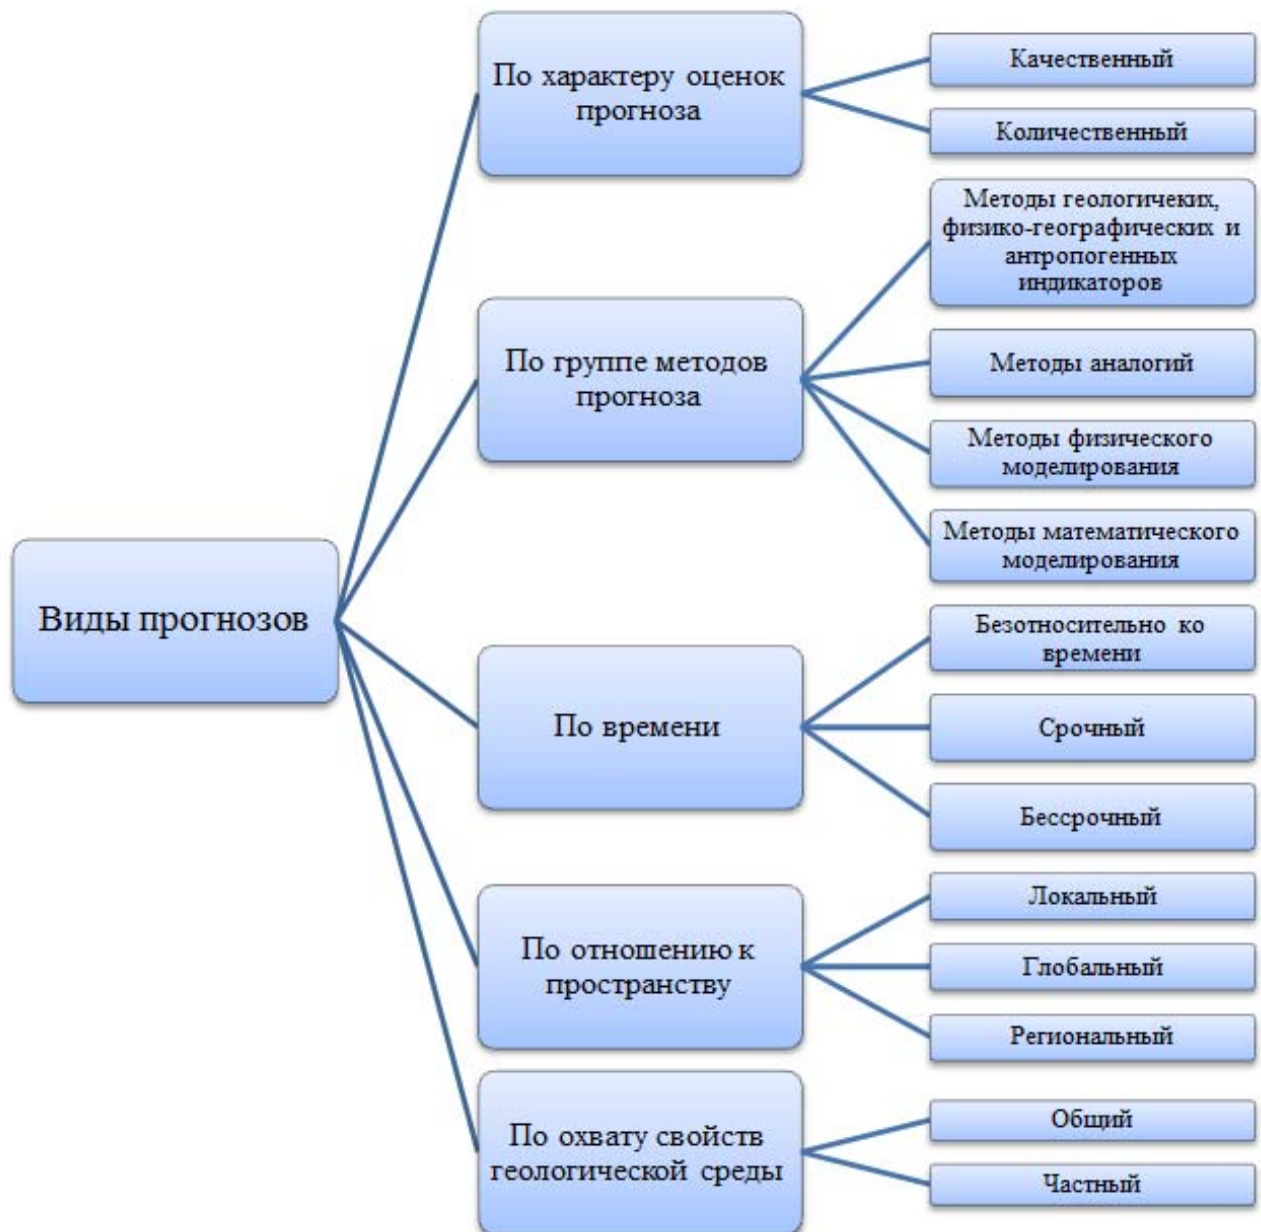 Виды прогнозов
По характеру оценок
прогноза
Качественный
Количественный
По группе методов
прогноза
Методы геологичеких,
физико-географических и
антропогенных
индикаторов
Методы аналогий
Методы физического
моделирования
Методы математического
моделирования
По времени
Безотносительно ко
времени
Срочный
Бессрочный
По отношению к
пространству
Локальный
Глобальный
Региональный
По охвату свойств
геологической среды
Общий
Частный